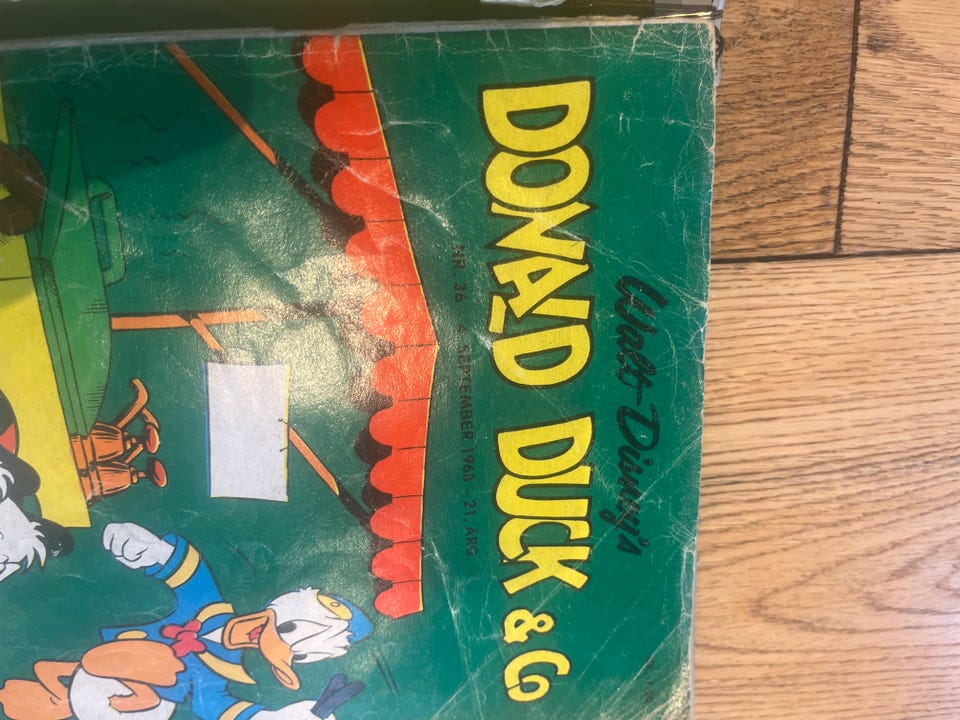 Walt Disney's
DONALD DUCK & Co
NR. 36 4. SEPTEMBER 1968 - 21. ÅRG.